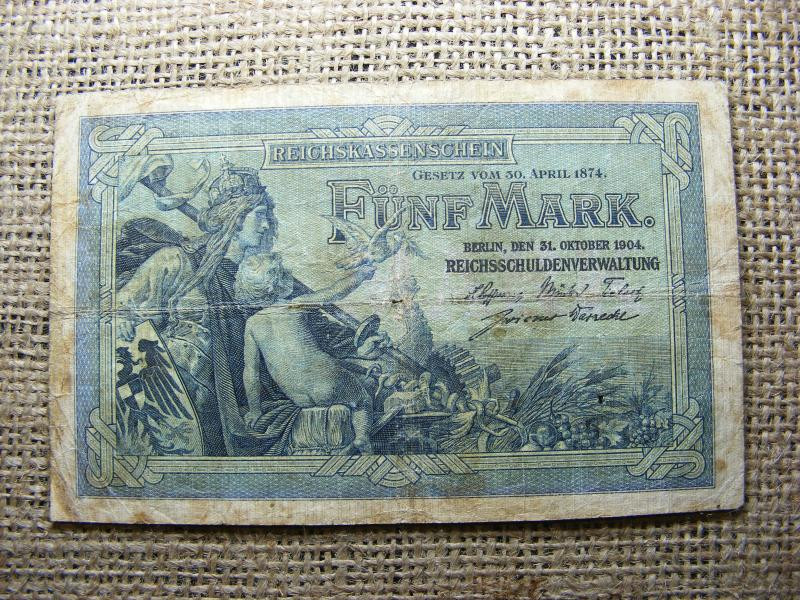 REICHSKASSENSCHEIN
GESETZ VOM 30. APRIL 1874.
FÜNF MARK.
BERLIN, DEN 31. OKTOBER 1904.
REICHSSCHULDENVERWALTUNG